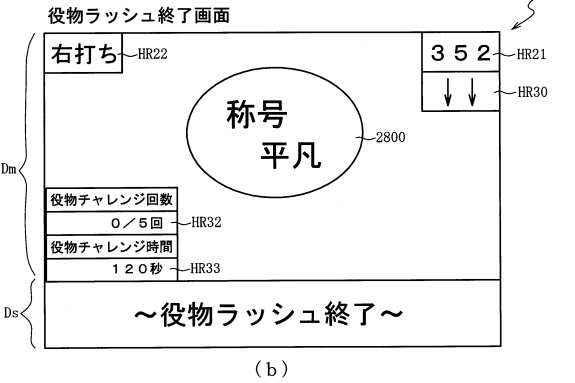 役物ラッシュ終了画面
右打ち
HR22
352
HR21
↓↓
HR30
称号
平凡
2800
Dm
役物チャレンジ回数
0/5回
HR32
役物チャレンジ時間
120秒
HR33
Ds
~役物ラッシュ終了~
(b)